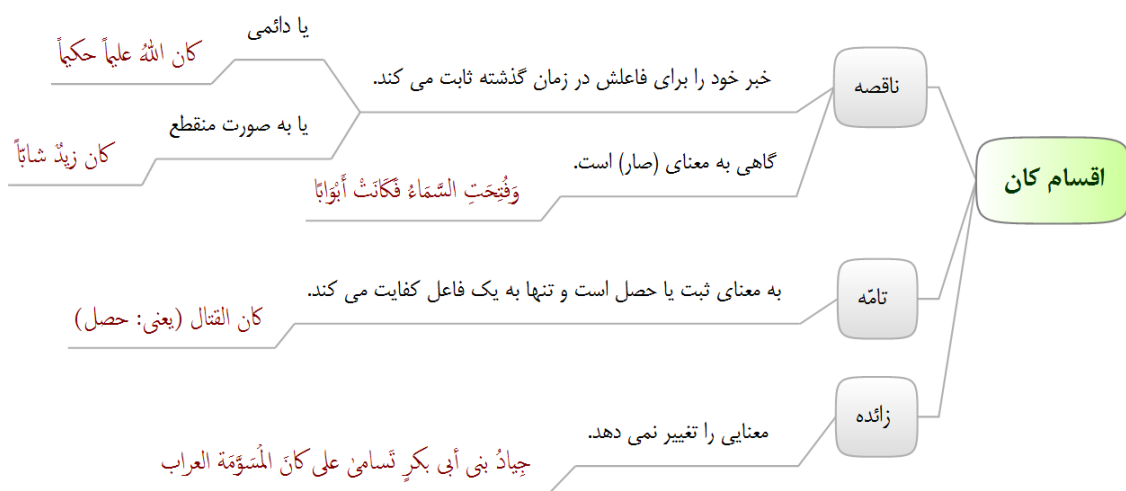 اقسام کان
ناقصه
خبر خود را برای فاعلش در زمان گذشته ثابت می کند.
یا دائمی
کان اللهُ علیماً حکیماً
یا به صورت منقطع
کان زیدٌ شابّاً
گاهی به معنای (صار) است.
وَفُتِحَتِ السَّمَاءُ فَكَانَتْ أَبْوَابًا
تامّه
به معنای ثبت یا حصل است و تنها به یک فاعل کفایت می کند.
کان القتال (یعنی: حصل)
زائده
معنایی را تغییر نمی دهد.
جِیادُ بنی أبی بکرٍ تَسامیٰ علی کانَ المُسَوَّمَة العراب